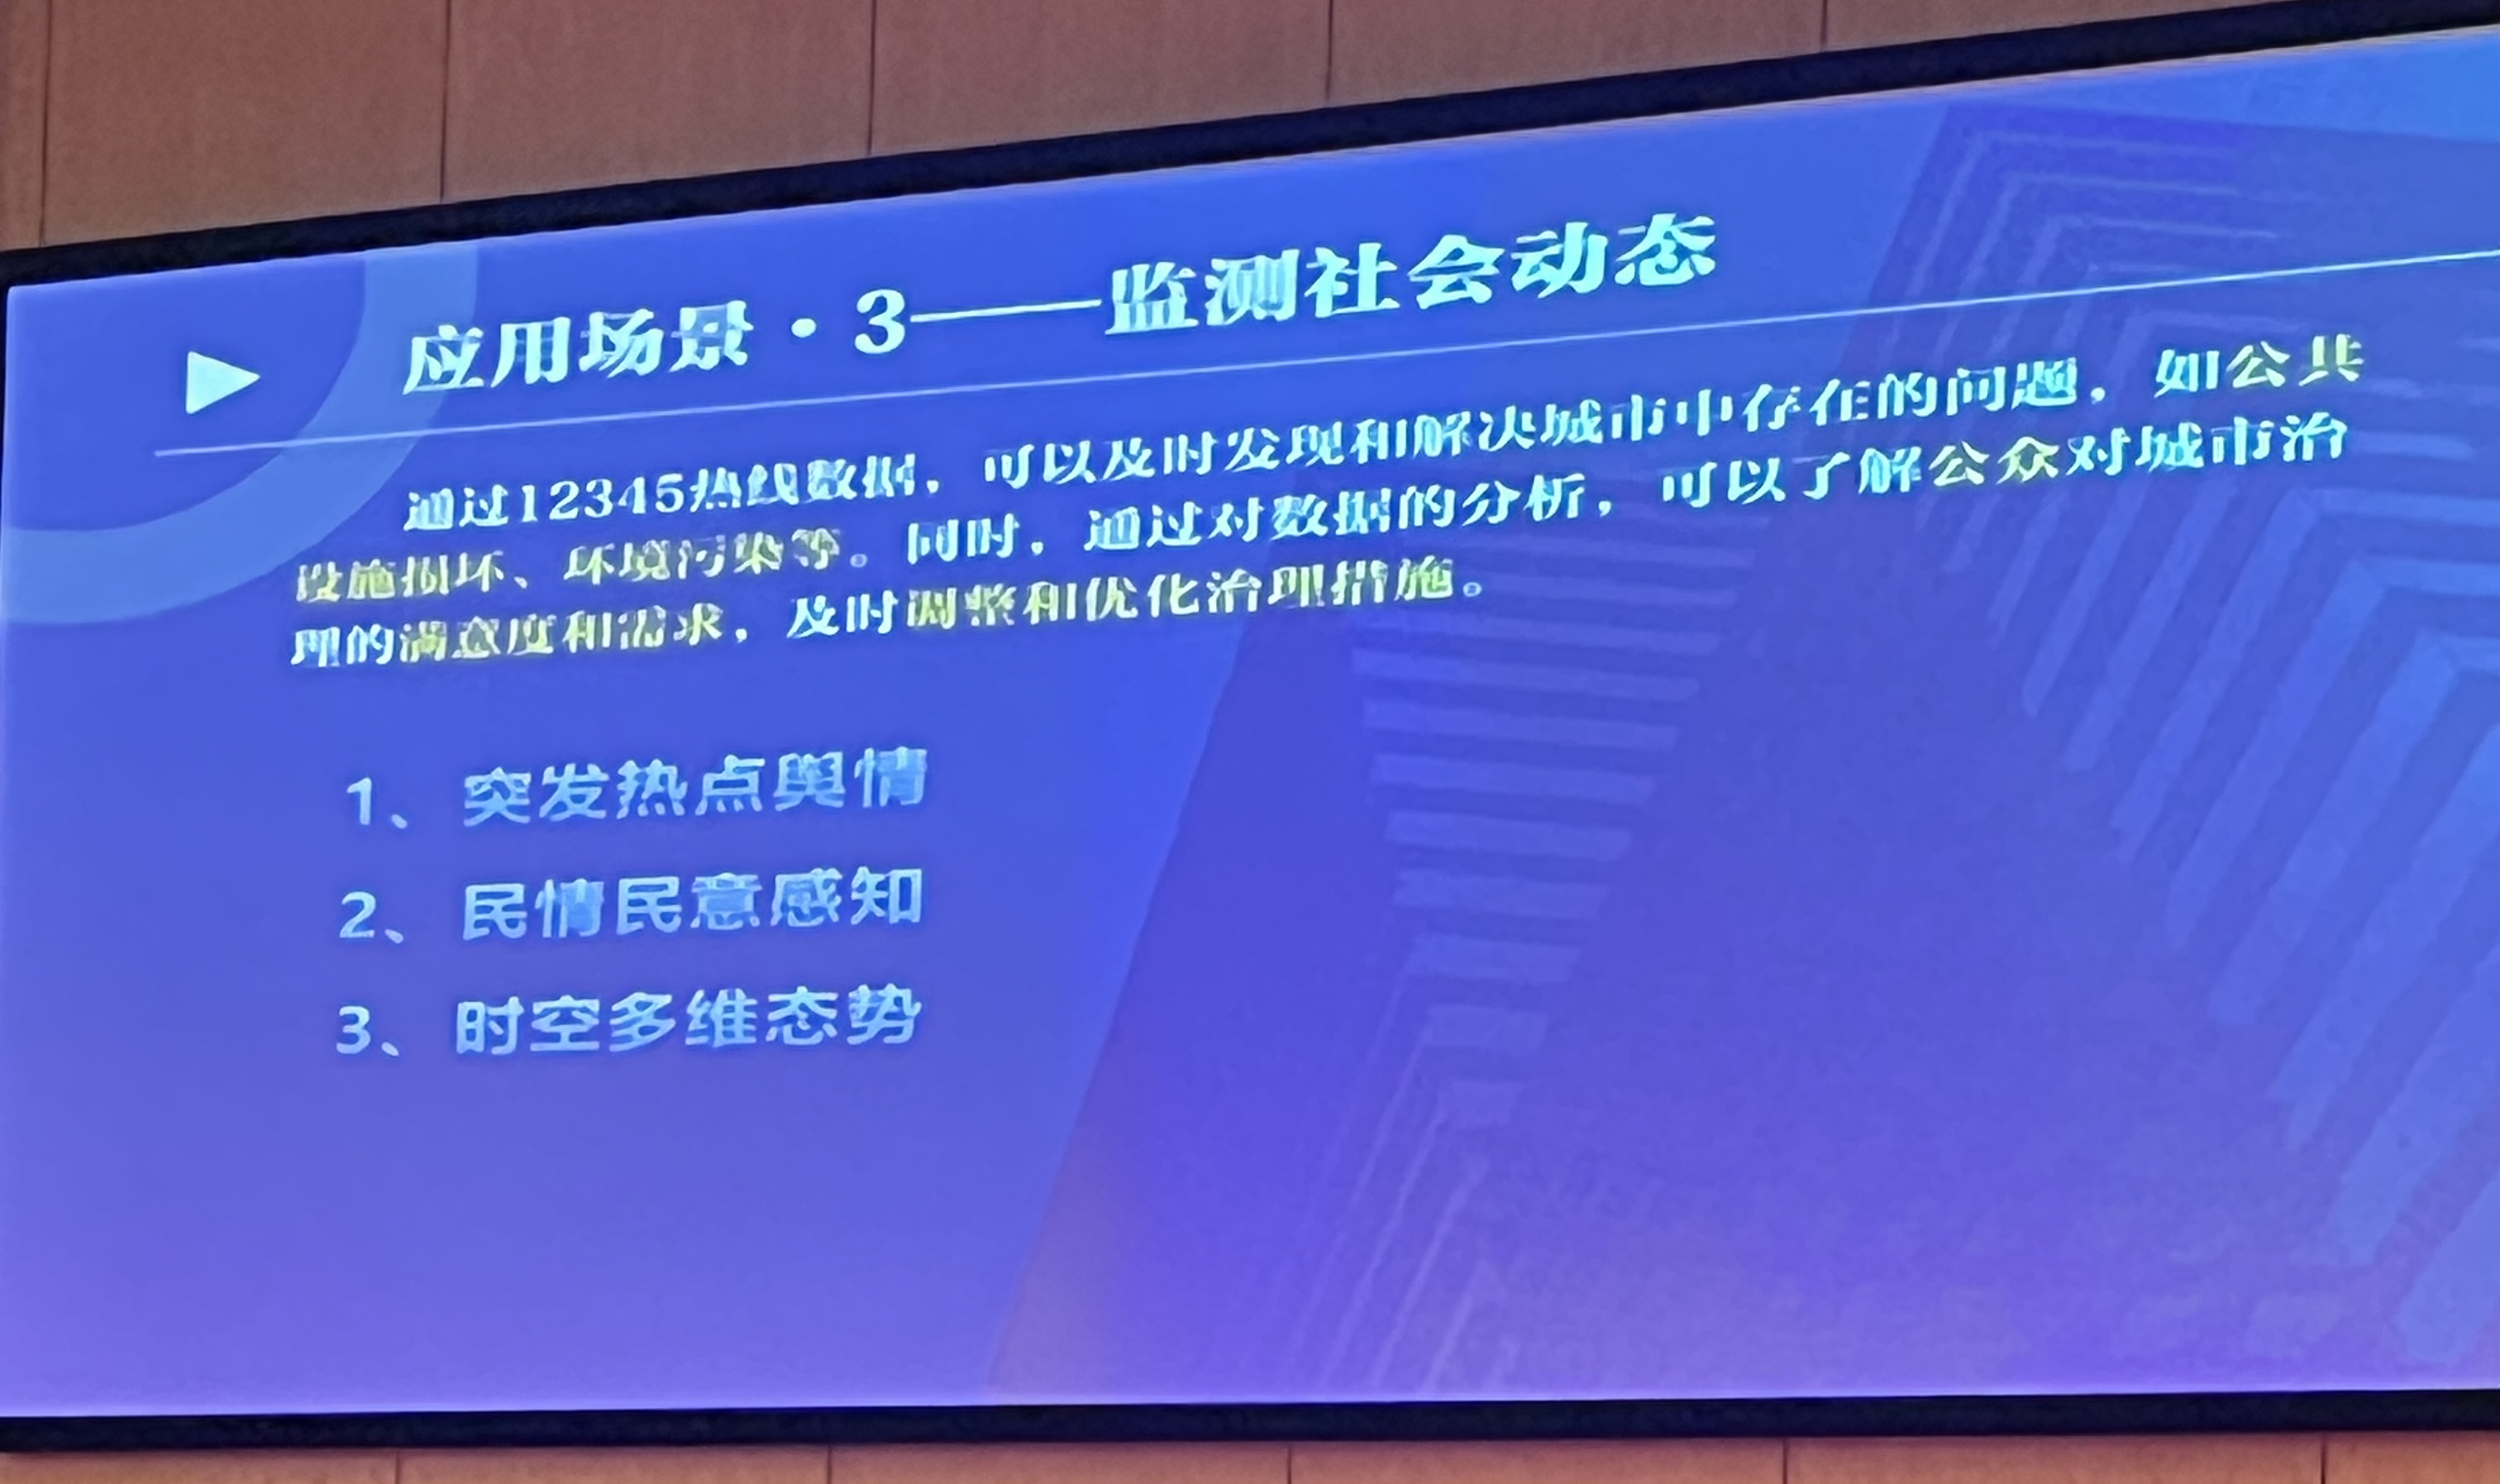 应用场景·3——监测社会动态
通过12345热线数据，可以及时发现和解决城市中存在的问题，如公共
设施损坏、环境污染等。同时，通过对数据的分析，可以了解公众对城市治
理的满意度和需求，及时调整和优化治理措施。
1、突发热点舆情
2、民情民意感知
3、时空多维态势